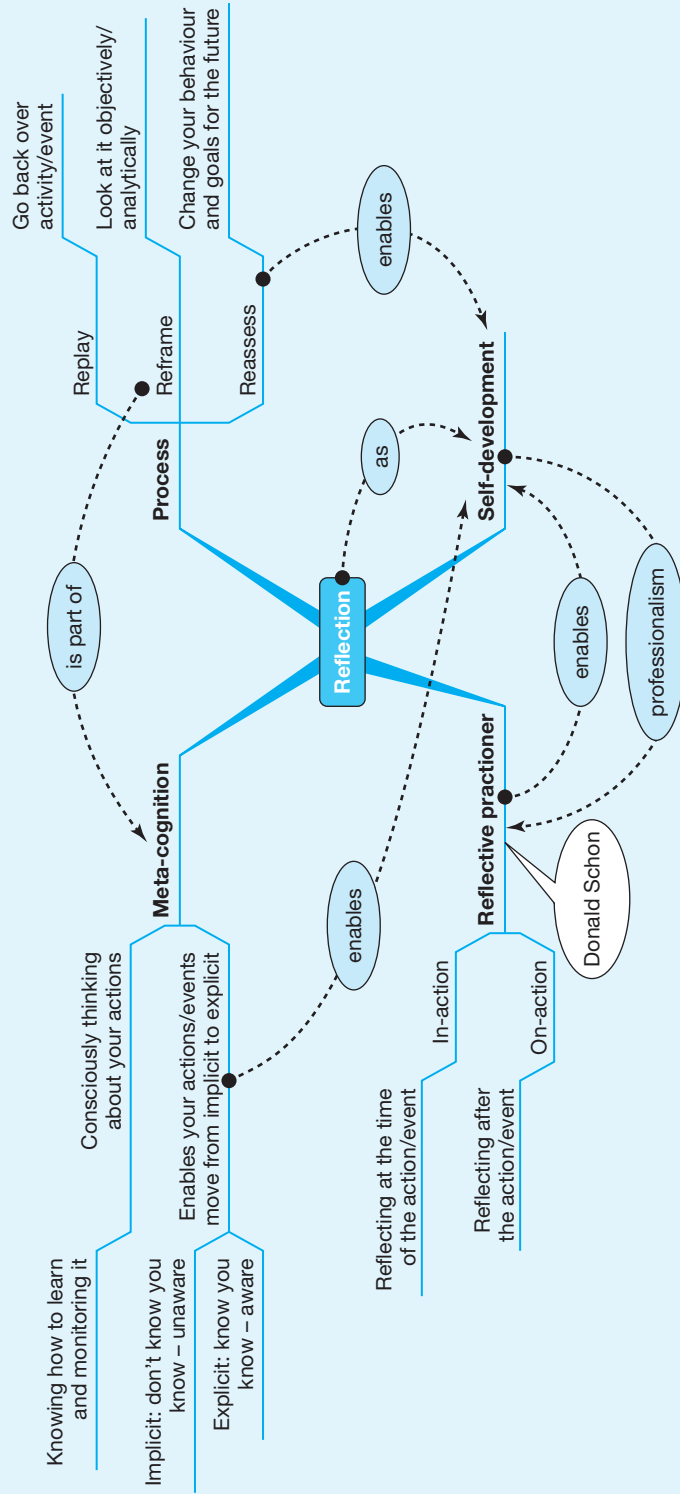 Knowing how to learn
and monitoring it
Consciously thinking
about your actions
Implicit: don't know you
know – unaware
Explicit: know you
know – aware
Enables your actions/events
move from implicit to explicit
Meta-cognition
is part of
Process
Replay
Go back over
activity/event
Reframe
Look at it objectively/
analytically
Reassess
Change your behaviour
and goals for the future
enables
Reflection
as
enables
Reflecting at the time
of the action/event
In-action
Reflecting after
the action/event
On-action
Reflective practioner
Donald Schon
Self-development
enables
professionalism